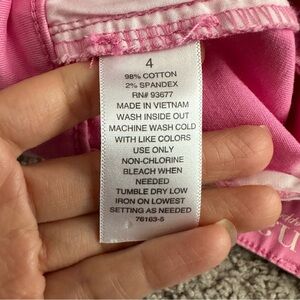 4
98% COTTON
2% SPANDEX
RN# 93677
MADE IN VIETNAM
WASH INSIDE OUT
MACHINE WASH COLD
WITH LIKE COLORS
USE ONLY
NON-CHLORINE
BLEACH WHEN
NEEDED
TUMBLE DRY LOW
IRON ON LOWEST
SETTING AS NEEDED
76163-5